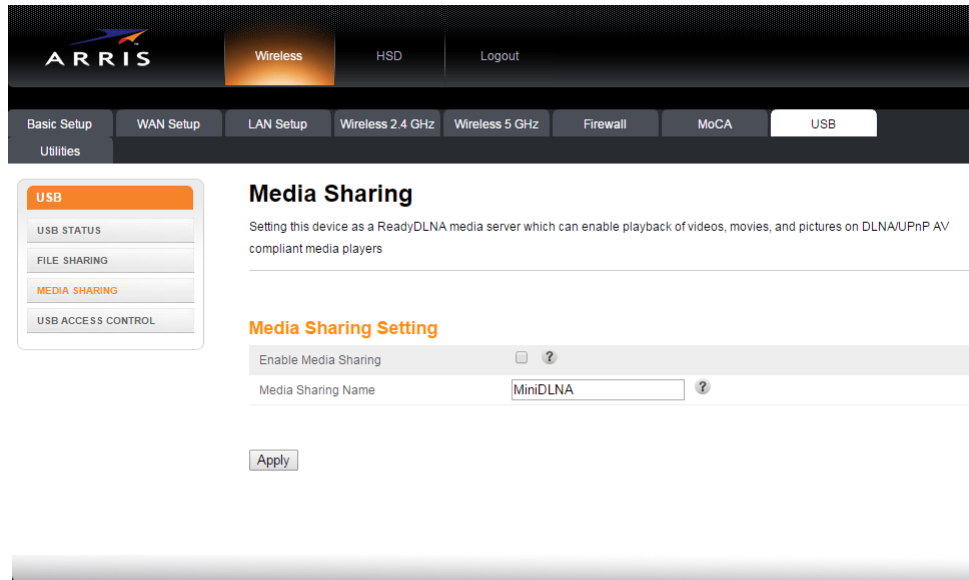 ARRIS
Wireless HSD Logout
Basic Setup WAN Setup LAN Setup Wireless 2.4 GHz Wireless 5 GHz Firewall MoCA USB
Utilities
USB
USB STATUS
FILE SHARING
MEDIA SHARING
USB ACCESS CONTROL
Media Sharing
Setting this device as a ReadyDLNA media server which can enable playback of videos, movies, and pictures on DLNA/UPnP AV
compliant media players
Media Sharing Setting
Enable Media Sharing ?
Media Sharing Name MiniDLNA ?
Apply